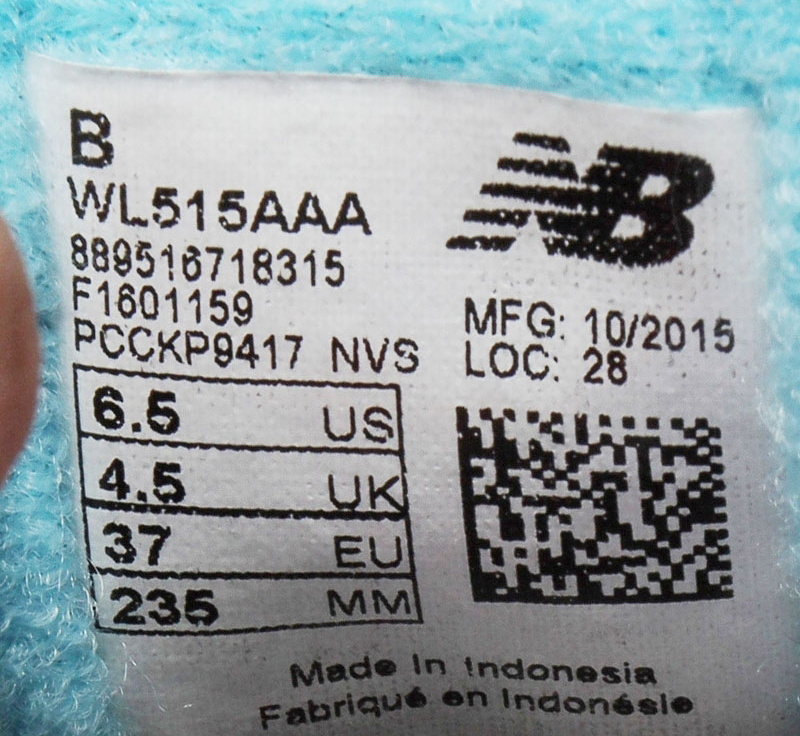 B
WL515AAA
889516718315
F1601159
PCCKP9417 NVS
6.5 US
4.5 UK
37 EU
235 MM
NB
MFG: 10/2015
LOC: 28
Made In Indonesia
Fabriqué en Indonésie